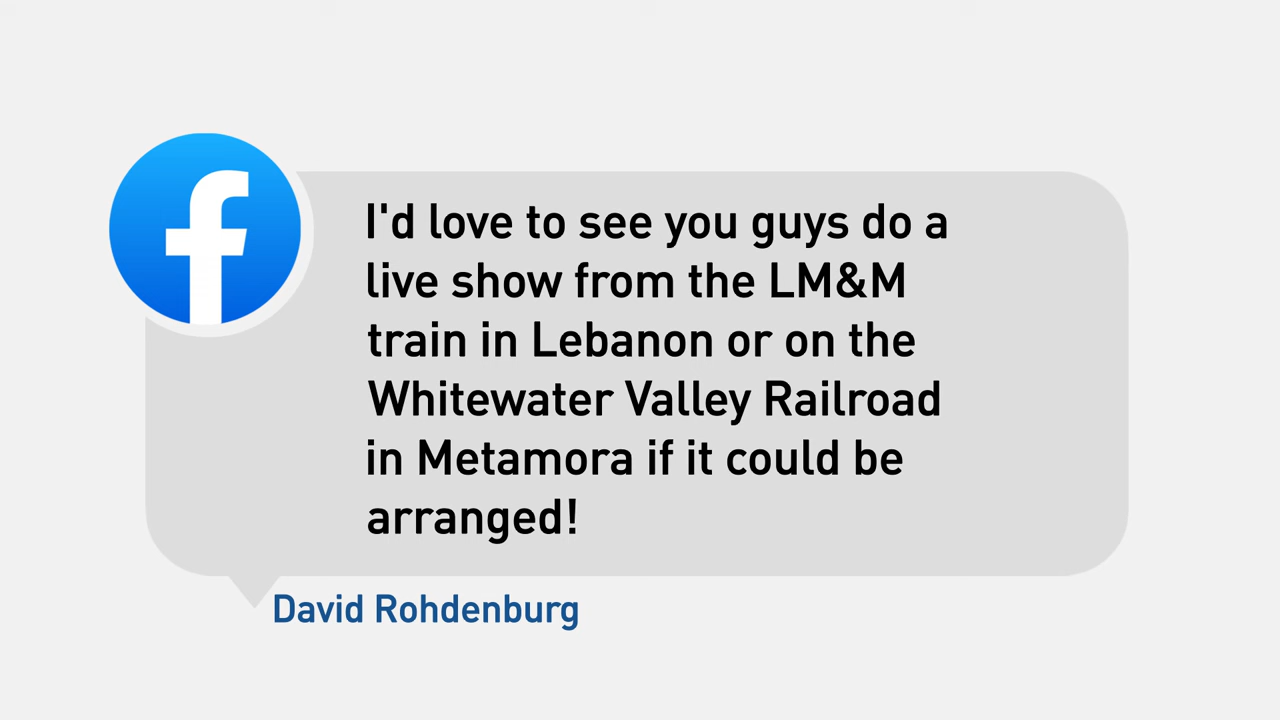 I'd love to see you guys do a
live show from the LM&M
train in Lebanon or on the
Whitewater Valley Railroad
in Metamora if it could be
arranged!
David Rohdenburg